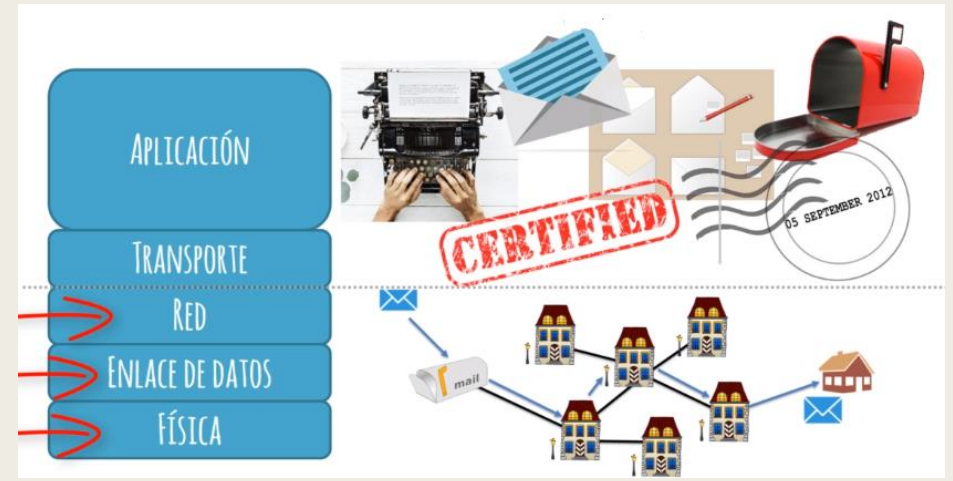 APLICACIÓN
TRANSPORTE
RED
ENLACE DE DATOS
FÍSICA
CERTIFIED
05 SEPTEMBER 2012
mail